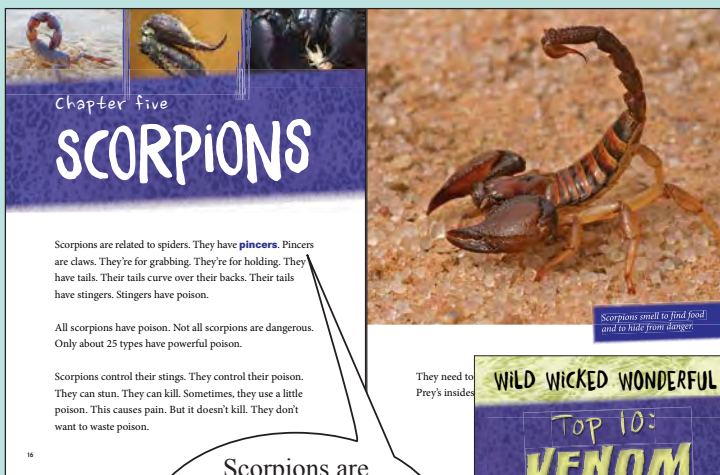 Chapter five
SCORPiONS
Scorpions are related to spiders. They have pincers. Pincers
are claws. They're for grabbing. They're for holding. They
have tails. Their tails curve over their backs. Their tails
have stingers. Stingers have poison.
All scorpions have poison. Not all scorpions are dangerous.
Only about 25 types have powerful poison.
Scorpions control their stings. They control their poison.
They can stun. They can kill. Sometimes, they use a little
poison. This causes pain. But it doesn't kill. They don't
want to waste poison.
16
Scorpions smell to find food
and to hide from danger.
They need to
Prey's insides
Scorpions are
WiLD WiCKED WONDERFUL
Top 10:
VENOM